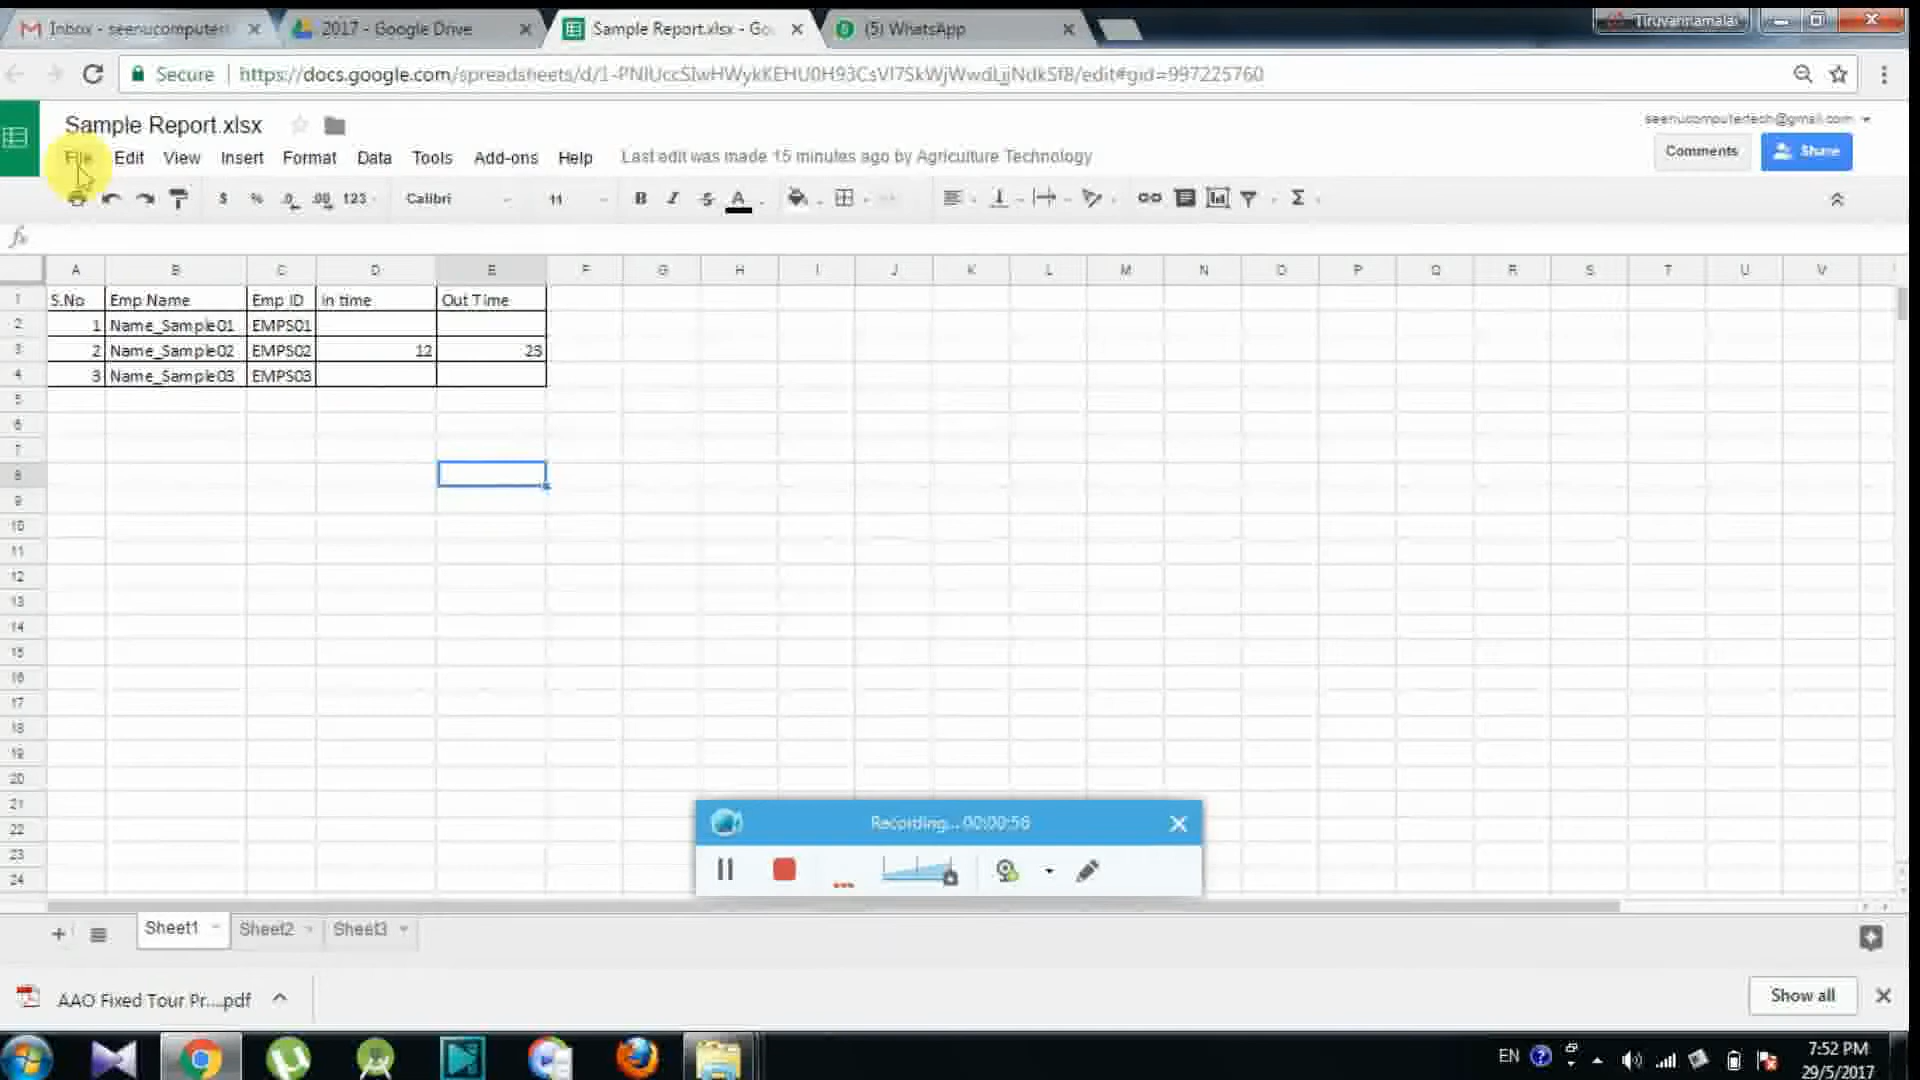 Inbox - seenucomputert
2017 - Google Drive
Sample Report.xlsx - Go
(5) WhatsApp
Tiruvannamalai
Secure
https://docs.google.com/spreadsheets/d/
/edit#gid=997225760
Sample Report.xlsx
seenucomputertech@gmail.com
File Edit View Insert Format Data Tools Add-ons Help
Last edit was made 15 minutes ago by Agriculture Technology
Comments
Share
$ % .0 .00 123 Calibri 11 B I S A Σ
fx
A B C D E F G H I J K L M N O P Q R S T U V
1 S.No Emp Name Emp ID In time Out Time
2 1 Name_Sample01 EMPS01
3 2 Name_Sample02 EMPS02 12 23
4 3 Name_Sample03 EMPS03
5
6
7
8
9
10
11
12
13
14
15
16
17
18
19
20
21
22
23
24
Recording... 00:00:56
Sheet1 Sheet2 Sheet3
AAO Fixed Tour Pr....pdf
Show all
EN
7:52 PM
29/5/2017